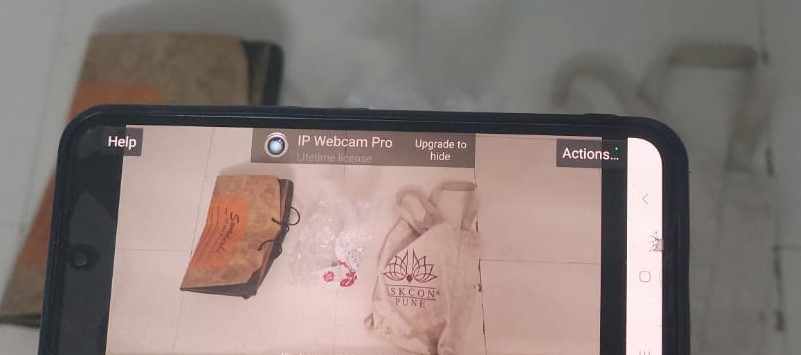 Help
IP Webcam Pro
Lifetime license
Upgrade to
hide
Actions...
ISKCON
PUNE